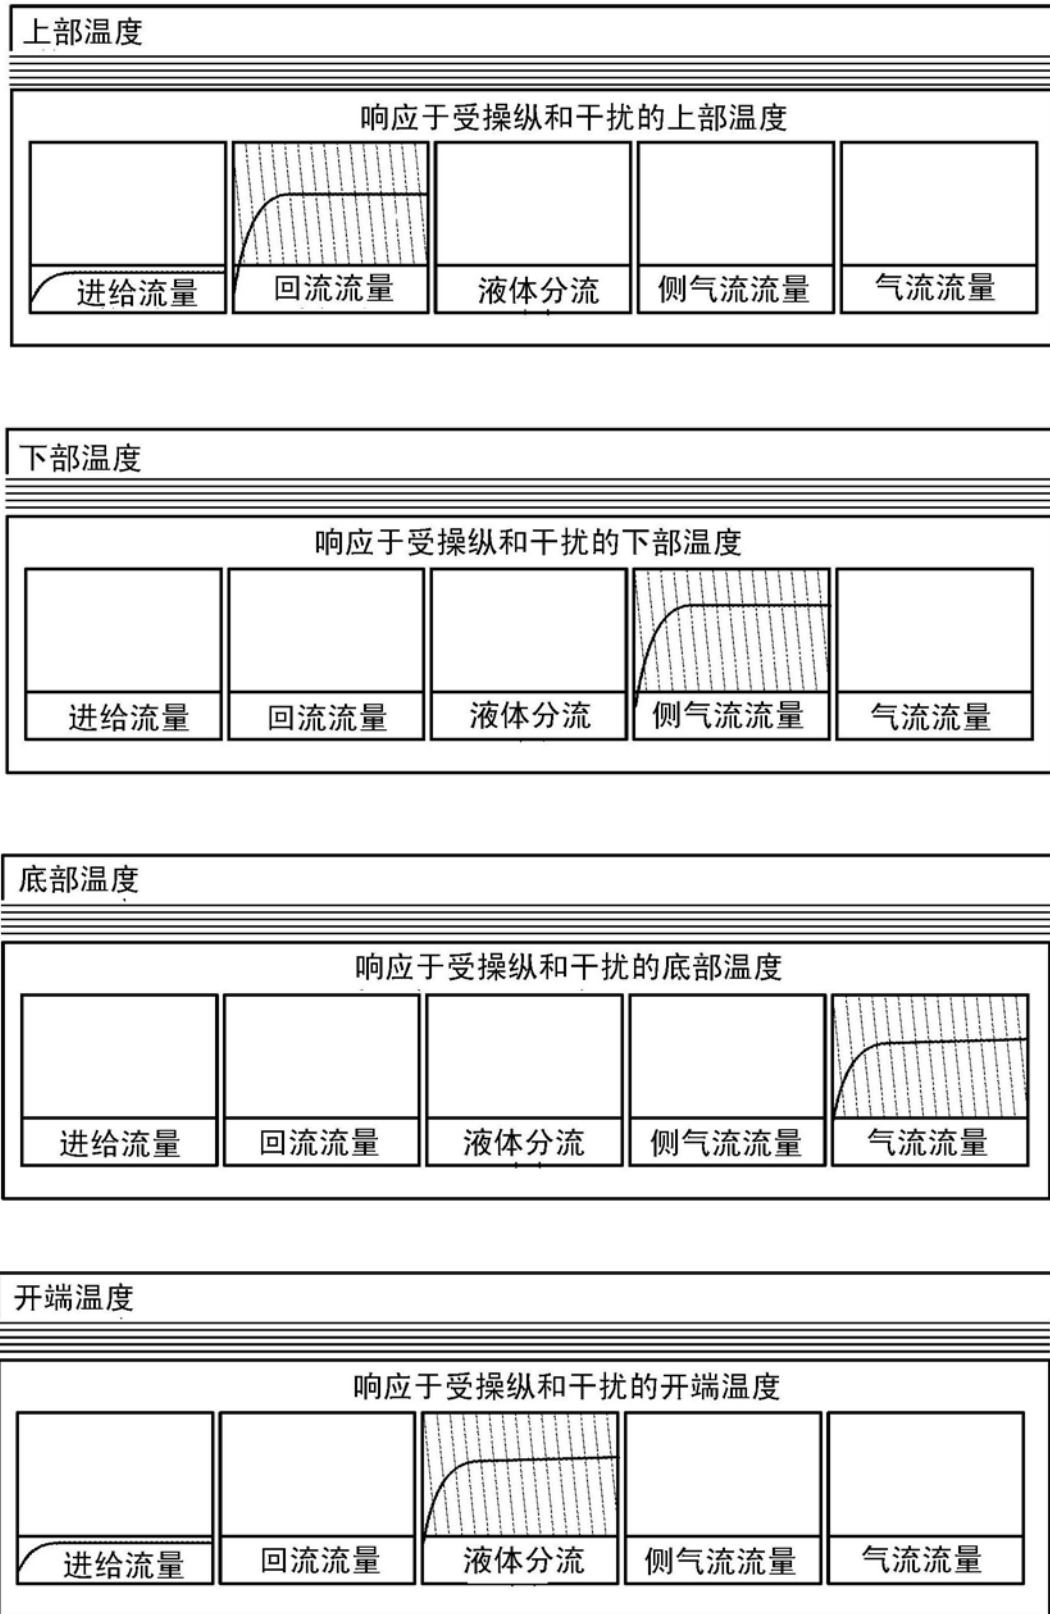 上部温度
响应于受操纵和干扰的上部温度
进给流量 回流流量 液体分流 侧气流流量 气流流量
下部温度
响应于受操纵和干扰的下部温度
进给流量 回流流量 液体分流 侧气流流量 气流流量
底部温度
响应于受操纵和干扰的底部温度
进给流量 回流流量 液体分流 侧气流流量 气流流量
开端温度
响应于受操纵和干扰的开端温度
进给流量 回流流量 液体分流 侧气流流量 气流流量